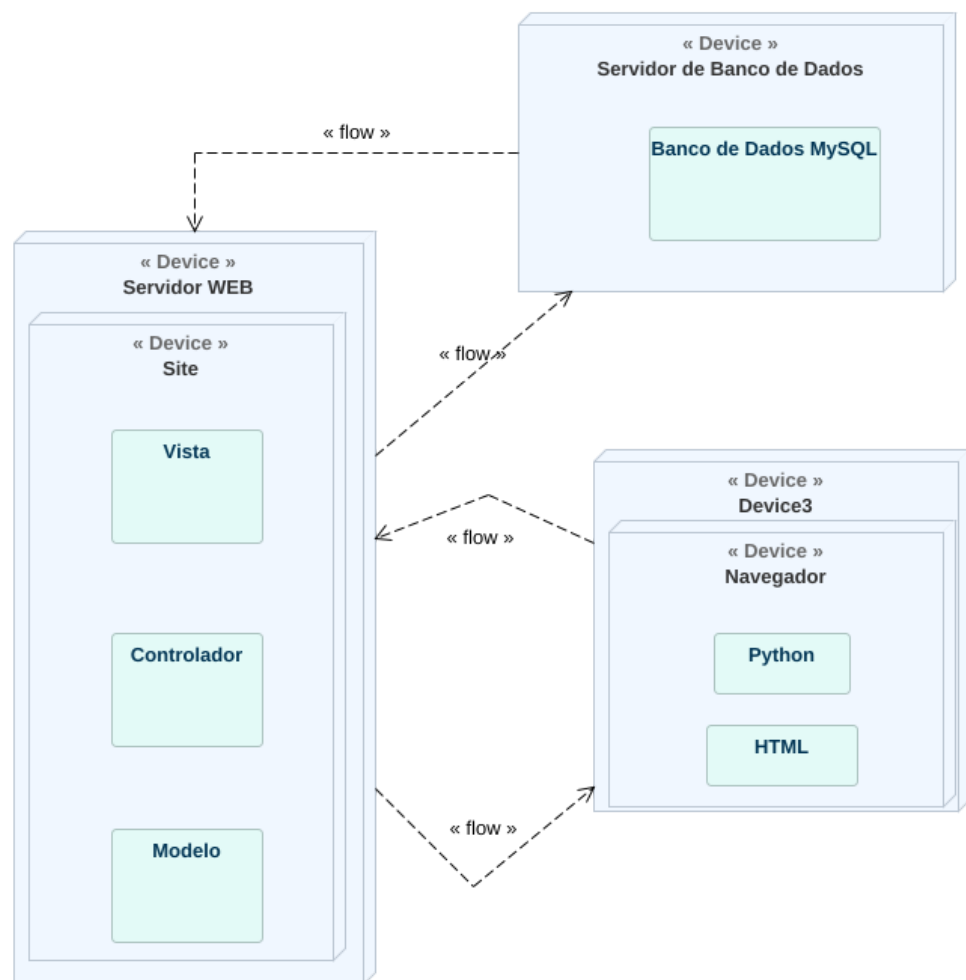 « Device »
Servidor de Banco de Dados
Banco de Dados MySQL
« flow »
« Device »
Servidor WEB
« Device »
Site
Vista
Controlador
Modelo
« flow »
« flow »
« flow »
« Device »
Device3
« Device »
Navegador
Python
HTML